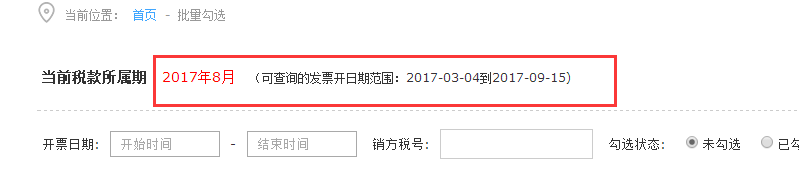 当前位置： 首页 - 批量勾选
当前税款所属期 2017年8月 （可查询的发票开日期范围：2017-03-04到2017-09-15）
开票日期： 开始时间 - 结束时间 销方税号： 勾选状态： 未勾选 已勾